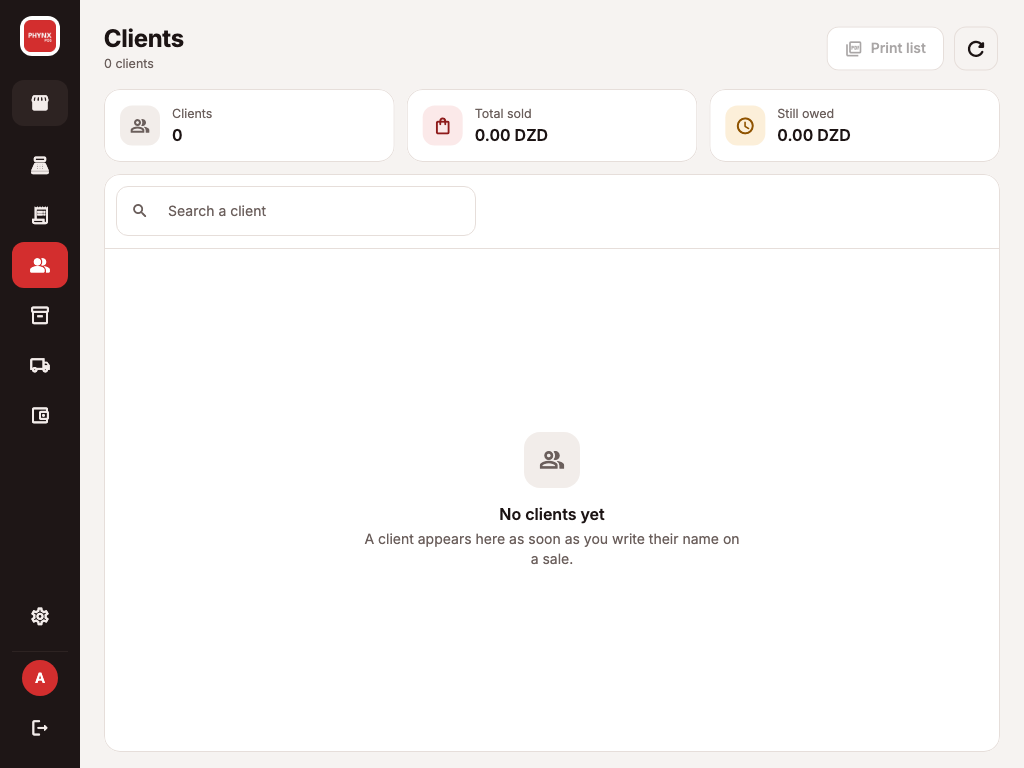 PHYNX
Clients
0 clients
Print list
Clients
0
Total sold
0.00 DZD
Still owed
0.00 DZD
Search a client
No clients yet
A client appears here as soon as you write their name on
a sale.
A